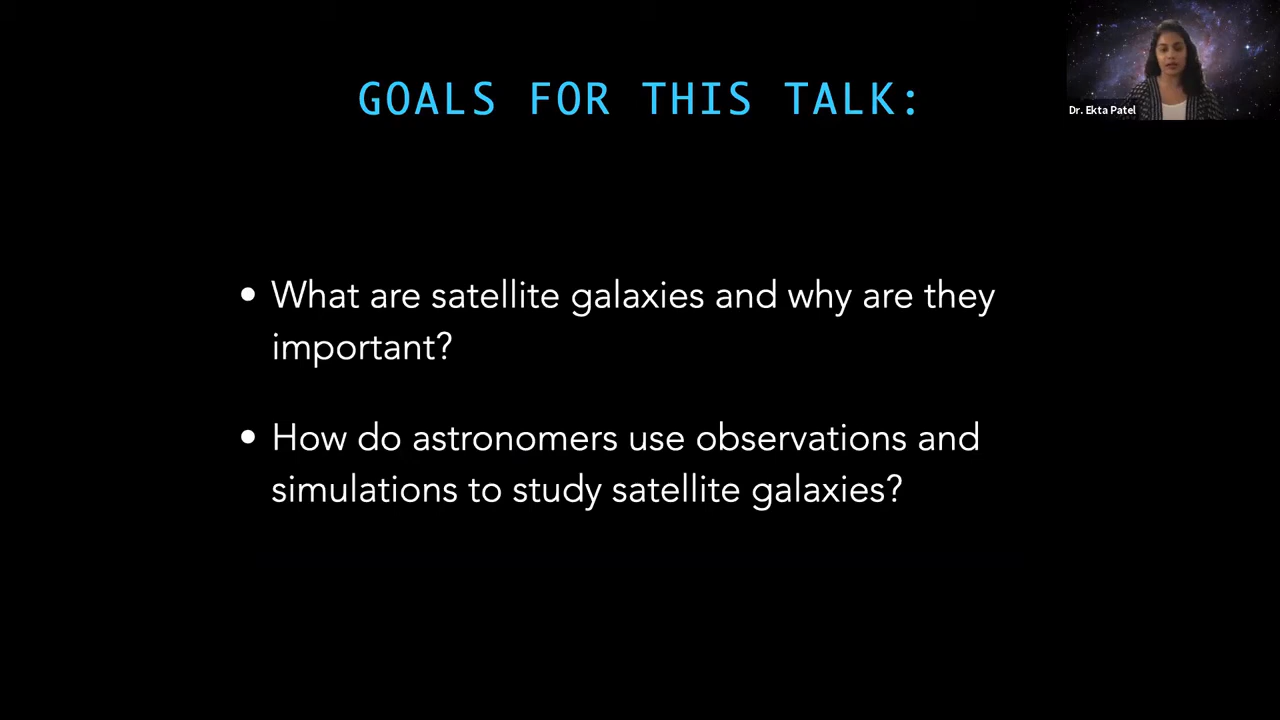 GOALS FOR THIS TALK:
Dr. Ekta Patel
• What are satellite galaxies and why are they
important?
• How do astronomers use observations and
simulations to study satellite galaxies?